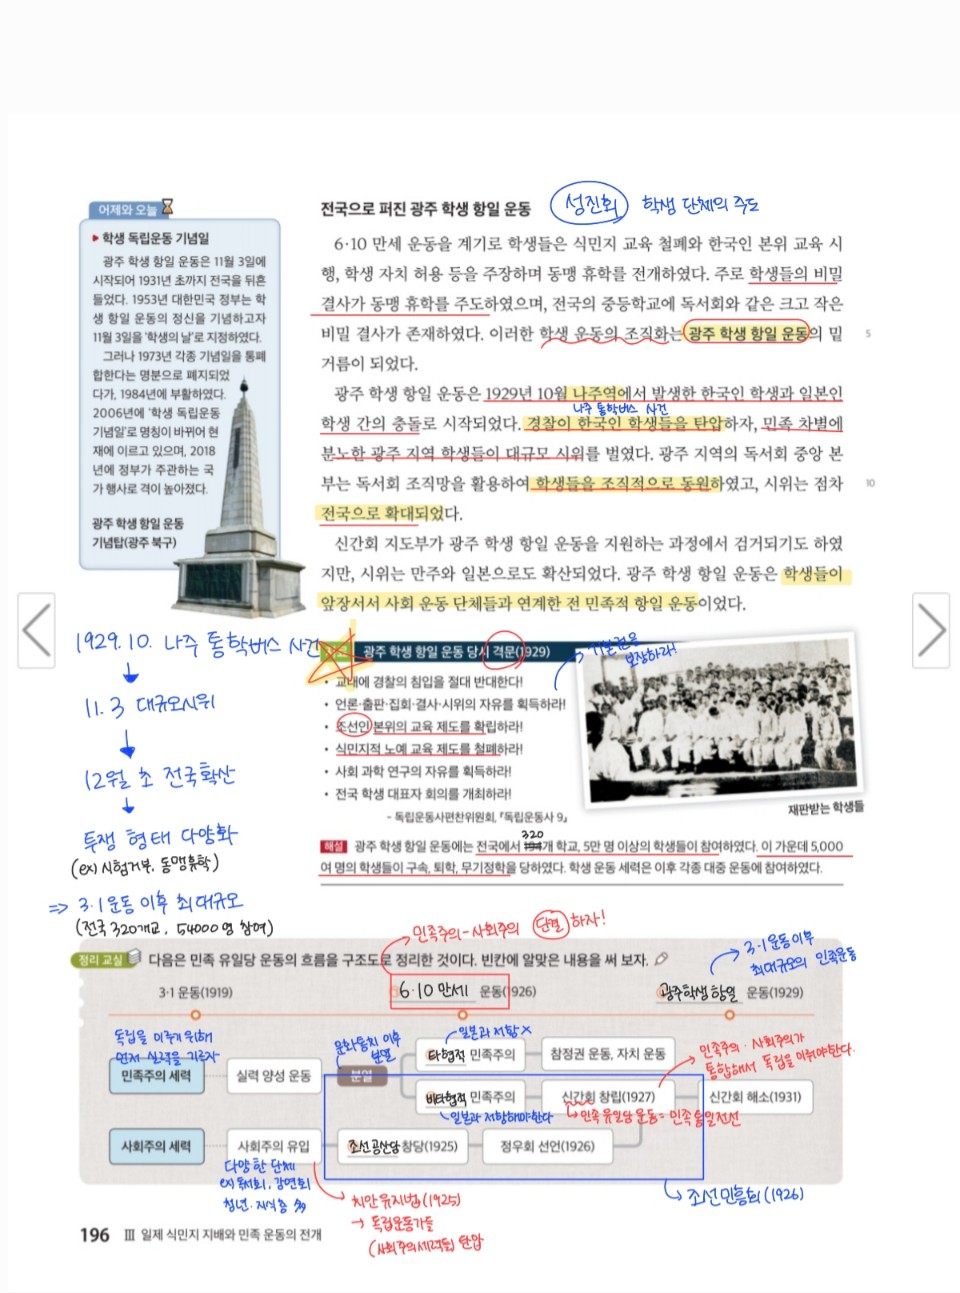 어제와 오늘
▶ 학생 독립운동 기념일
광주 학생 항일 운동은 11월 3일에
시작되어 1931년 초까지 전국을 뒤흔
들었다. 1953년 대한민국 정부는 학
생 항일 운동의 정신을 기념하고자
11월 3일을 '학생의 날'로 지정하였다.
그러나 1973년 각종 기념일을 통폐
합한다는 명분으로 폐지되었
다가, 1984년에 부활하였다.
2006년에 '학생 독립운동
기념일'로 명칭이 바뀌어 현
재에 이르고 있으며, 2018
년에 정부가 주관하는 국
가 행사로 격이 높아졌다.
광주 학생 항일 운동
기념탑(광주 북구)
전국으로 퍼진 광주 학생 항일 운동
성진회 학생 단체의 주도
6·10 만세 운동을 계기로 학생들은 식민지 교육 철폐와 한국인 본위 교육 시
행, 학생 자치 허용 등을 주장하며 동맹 휴학을 전개하였다. 주로 학생들의 비밀
결사가 동맹 휴학을 주도하였으며, 전국의 중등학교에 독서회와 같은 크고 작은
비밀 결사가 존재하였다. 이러한 학생 운동의 조직화는 광주 학생 항일 운동의 밑
5
거름이 되었다.
광주 학생 항일 운동은 1929년 10월 나주역에서 발생한 한국인 학생과 일본인
나주 통학버스 사건
학생 간의 충돌로 시작되었다. 경찰이 한국인 학생들을 탄압하자, 민족 차별에
분노한 광주 지역 학생들이 대규모 시위를 벌였다. 광주 지역의 독서회 중앙 본
부는 독서회 조직망을 활용하여 학생들을 조직적으로 동원하였고, 시위는 점차
10
전국으로 확대되었다.
신간회 지도부가 광주 학생 항일 운동을 지원하는 과정에서 검거되기도 하였
지만, 시위는 만주와 일본으로도 확산되었다. 광주 학생 항일 운동은 학생들이
앞장서서 사회 운동 단체들과 연계한 전 민족적 항일 운동이었다.
1929.10. 나주 통학버스 사건
↓
11.3 대규모시위
↓
12월 초 전국확산
↓
투쟁 형태 다양화
(ex) 시험거부, 동맹휴학)
⇒ 3·1운동 이후 최대규모
(전국 320개교, 54000명 참여)
광주 학생 항일 운동 당시 격문(1929)
기본권을
보장하라!
• 교내에 경찰의 침입을 절대 반대한다!
• 언론·출판·집회·결사·시위의 자유를 획득하라!
• 조선인 본위의 교육 제도를 확립하라!
• 식민지적 노예 교육 제도를 철폐하라!
• 사회 과학 연구의 자유를 획득하라!
• 전국 학생 대표자 회의를 개최하라!
- 독립운동사편찬위원회, 『독립운동사 9』
재판받는 학생들
320
해설 광주 학생 항일 운동에는 전국에서 194개 학교, 5만 명 이상의 학생들이 참여하였다. 이 가운데 5,000
여 명의 학생들이 구속, 퇴학, 무기정학을 당하였다. 학생 운동 세력은 이후 각종 대중 운동에 참여하였다.
민족주의-사회주의 단결하자!
3·1운동 이후
최대규모의 민족운동
정리 교실 다음은 민족 유일당 운동의 흐름을 구조도로 정리한 것이다. 빈칸에 알맞은 내용을 써 보자.
3·1 운동(1919)
6·10 만세 운동(1926)
광주학생 항일 운동(1929)
독립을 이루기 위해
먼저 실력을 기르자
문화통치 이후
분열
일본과 저항 X
민족주의·사회주의가
통합해서 독립을 이뤄야한다.
타협적 민족주의
참정권 운동, 자치 운동
민족주의 세력
실력 양성 운동
분열
비타협적 민족주의
신간회 창립(1927)
신간회 해소(1931)
일본과 저항해야한다
민족 유일당 운동 = 민족 유일전선
사회주의 세력
사회주의 유입
조선공산당 창당(1925)
정우회 선언(1926)
다양한 단체
ex) 독서회, 강연회
청년·지식층 多
치안유지법(1925)
→ 독립운동가들
(사회주의세력들) 탄압
조선 민흥회(1926)
196 Ⅲ 일제 식민지 지배와 민족 운동의 전개